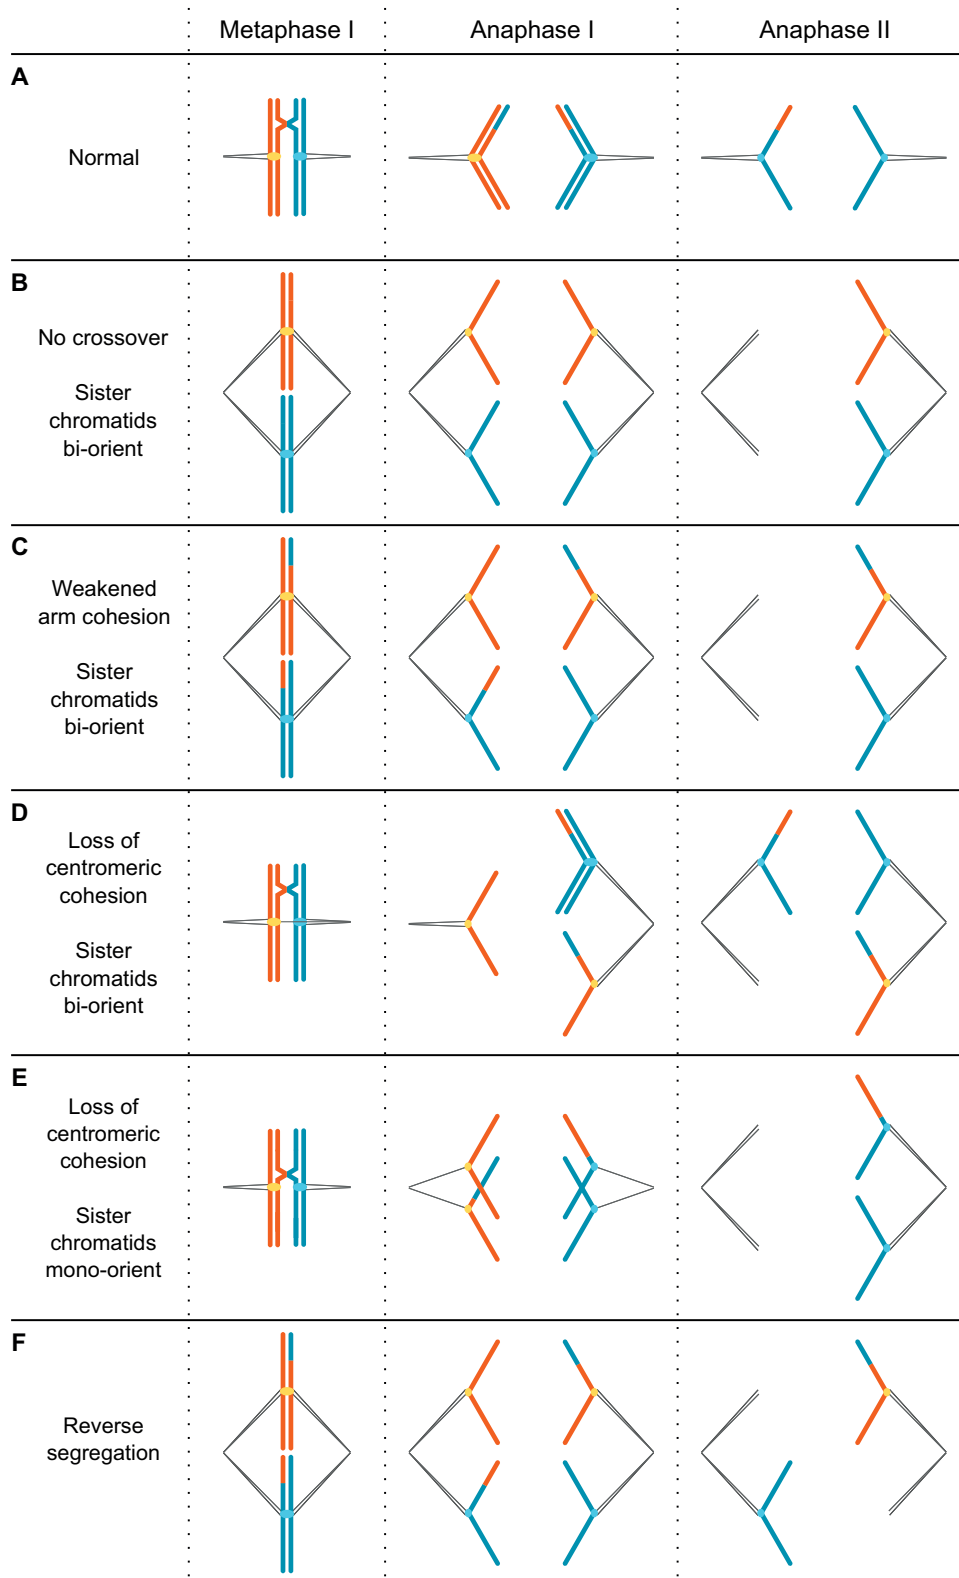 Metaphase I
Anaphase I
Anaphase II
A
Normal
B
No crossover
Sister
chromatids
bi-orient
C
Weakened
arm cohesion
Sister
chromatids
bi-orient
D
Loss of
centromeric
cohesion
Sister
chromatids
bi-orient
E
Loss of
centromeric
cohesion
Sister
chromatids
mono-orient
F
Reverse
segregation